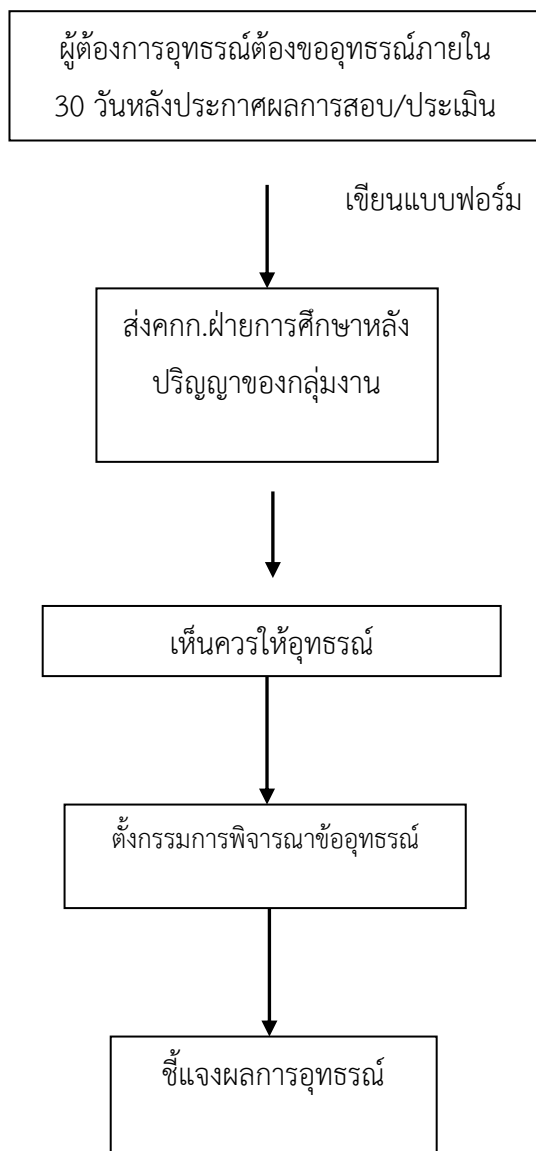 ผู้ต้องการอุทธรณ์ต้องขออุทธรณ์ภายใน
30 วันหลังประกาศผลการสอบ/ประเมิน
เขียนแบบฟอร์ม
ส่งคกก.ฝ่ายการศึกษาหลัง
ปริญญาของกลุ่มงาน
เห็นควรให้อุทธรณ์
ตั้งกรรมการพิจารณาข้ออุทธรณ์
ชี้แจงผลการอุทธรณ์